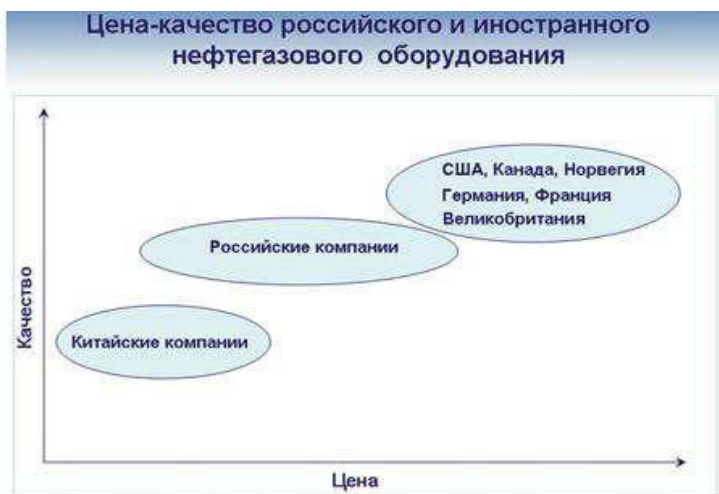 Цена-качество российского и иностранного
нефтегазового оборудования
США, Канада, Норвегия
Германия, Франция
Великобритания
Российские компании
Китайские компании
Качество
Цена